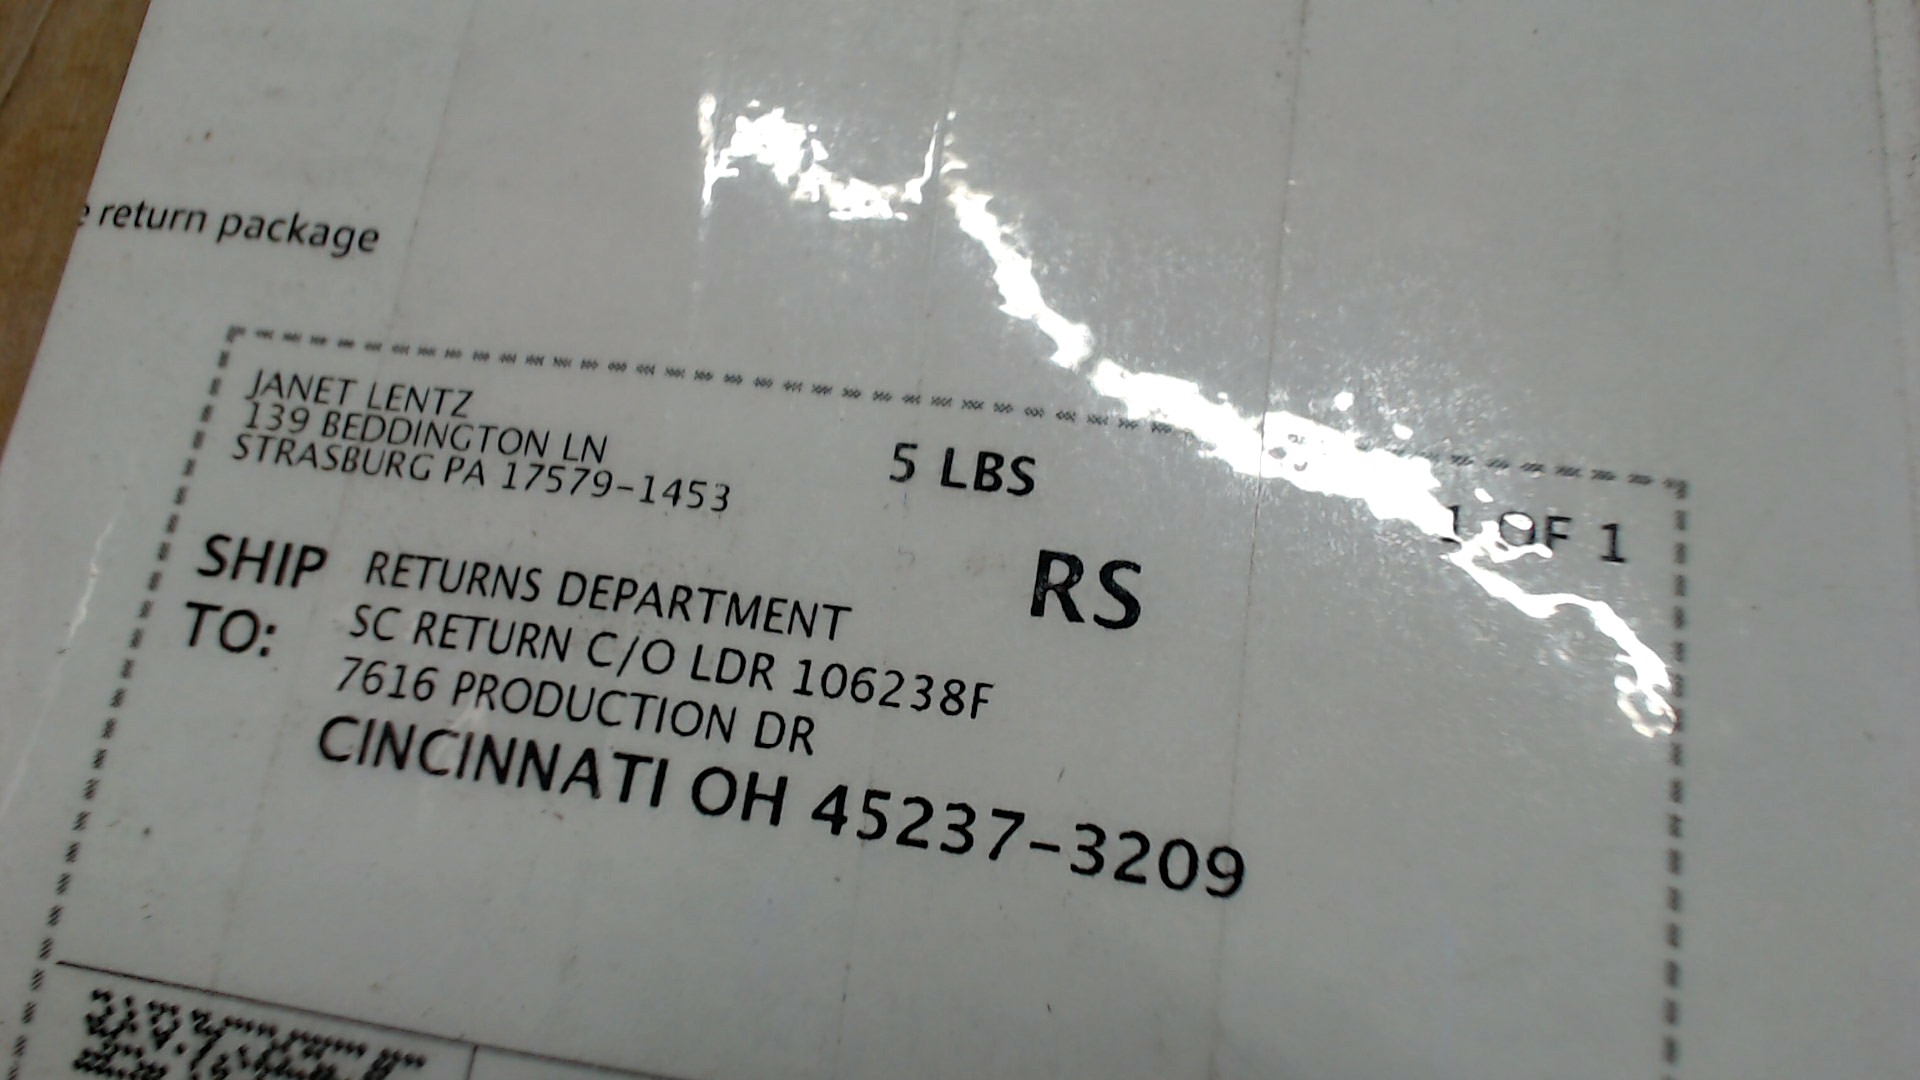 return package
JANET LENTZ
139 BEDDINGTON LN
STRASBURG PA 17579-1453
5 LBS
1 OF 1
RS
SHIP TO:
RETURNS DEPARTMENT
SC RETURN C/O LDR 106238F
7616 PRODUCTION DR
CINCINNATI OH 45237-3209